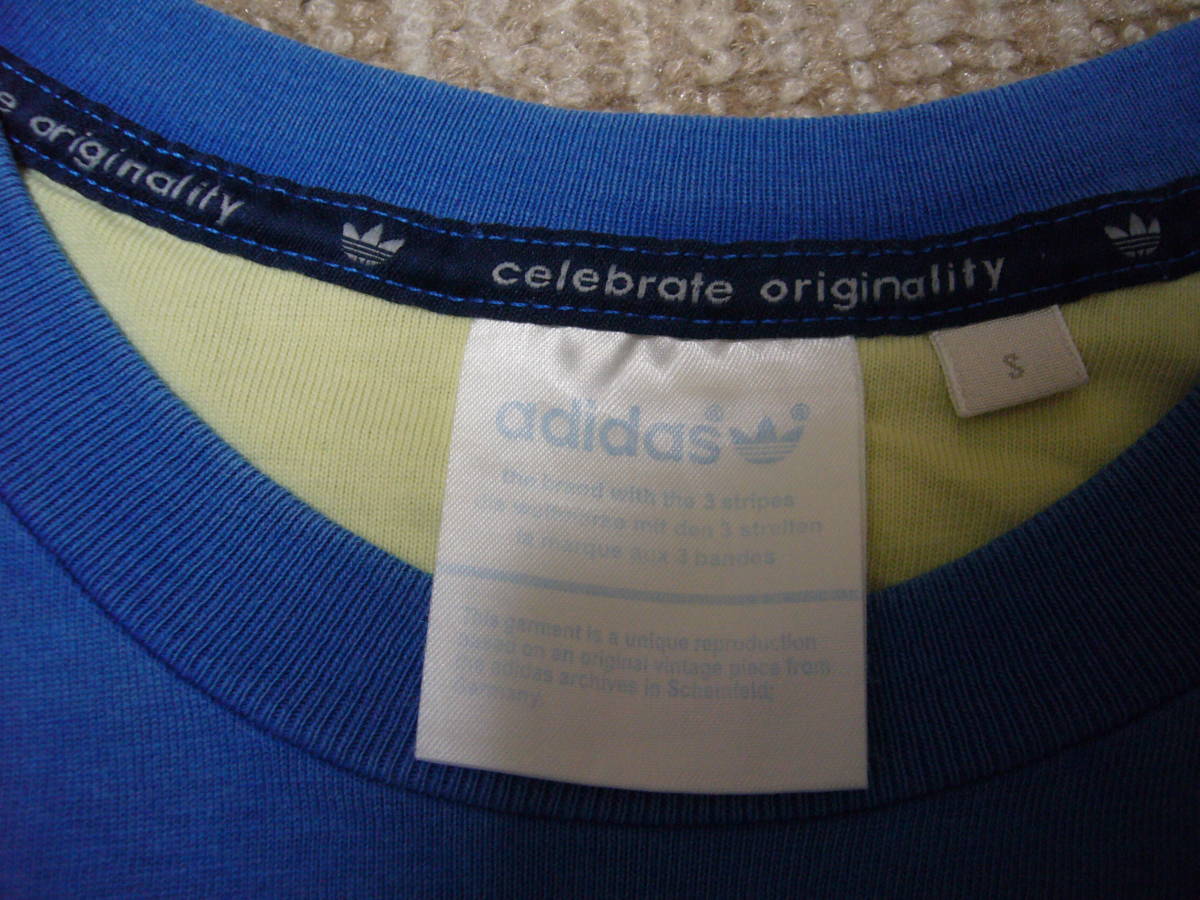 e originality
celebrate originality
S
adidas®
the brand with the 3 stripes
die weltmarke mit den 3 streifen
la marque aux 3 bandes
This garment is a unique reproduction
based on an original vintage piece from
the adidas archives in Scheinfeld;
Germany.